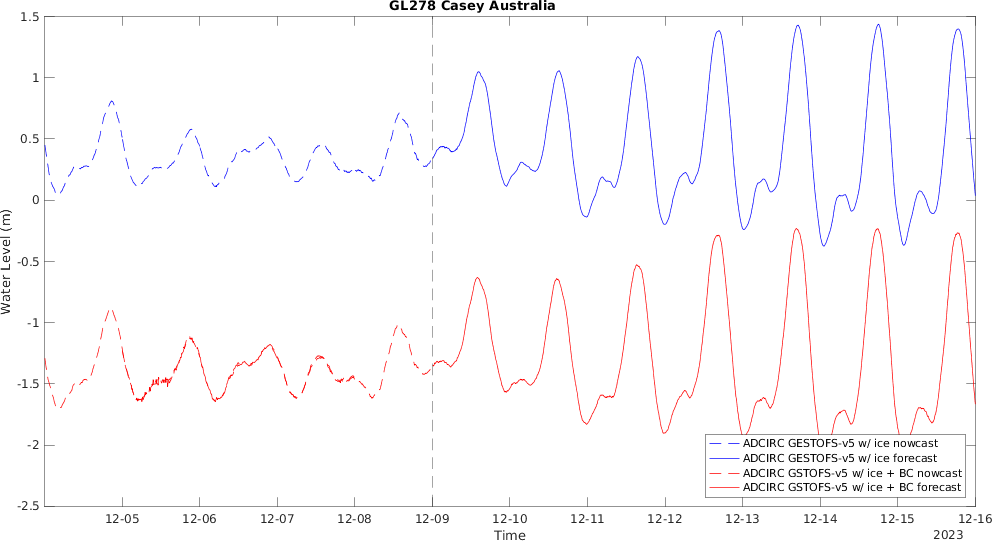 GL278 Casey Australia
1.5
1
0.5
0
-0.5
-1
-1.5
-2
-2.5
Water Level (m)
ADCIRC GESTOFS-v5 w/ ice nowcast
ADCIRC GESTOFS-v5 w/ ice forecast
ADCIRC GSTOFS-v5 w/ ice + BC nowcast
ADCIRC GSTOFS-v5 w/ ice + BC forecast
12-05 12-06 12-07 12-08 12-09 12-10 12-11 12-12 12-13 12-14 12-15 12-16
Time
2023